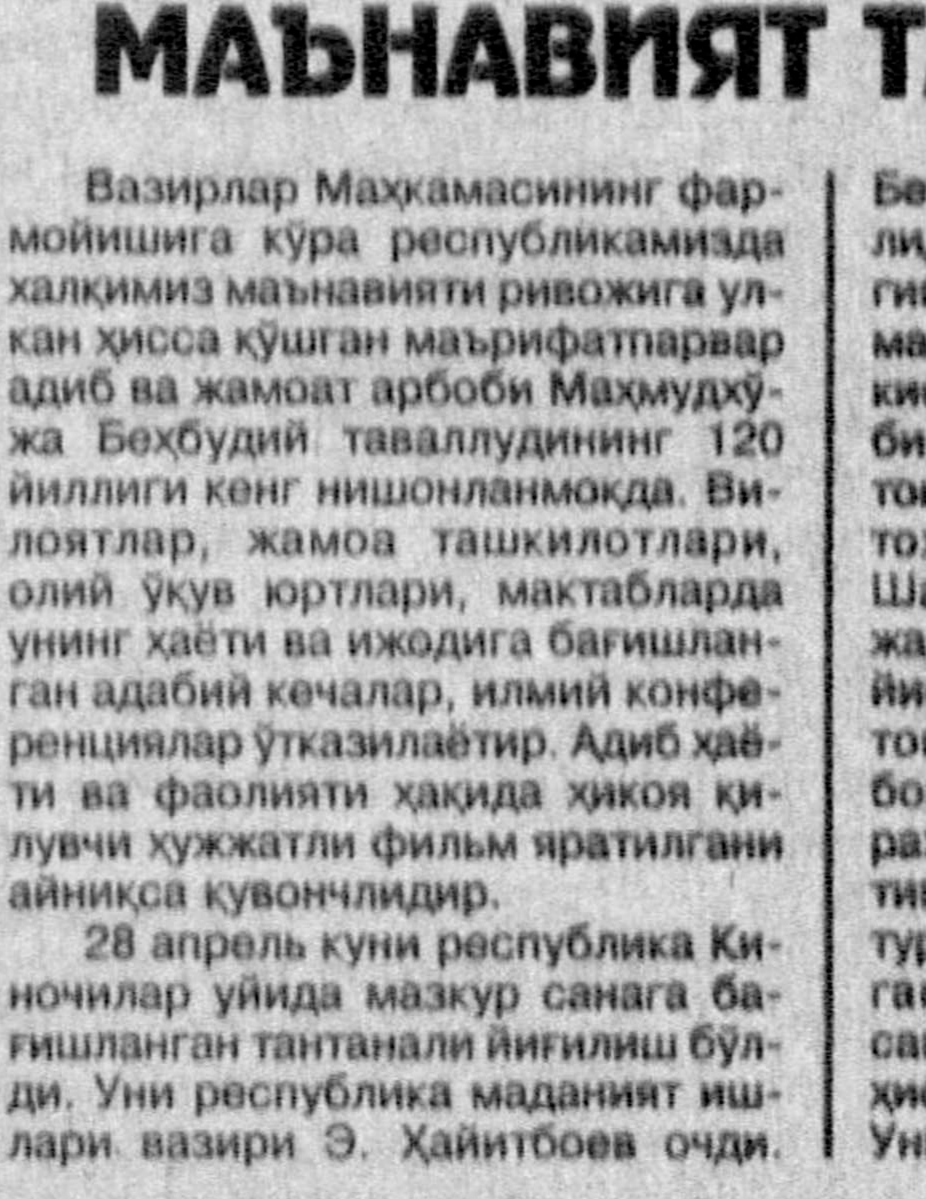 МАЪНАВИЯТ
Вазирлар Маҳкамасининг фар-
мойишига кўра республикамизда
халқимиз маънавияти ривожига ул-
кан ҳисса қўшган маърифатпарвар
адиб ва жамоат арбоби Маҳмудхў-
жа Беҳбудий таваллудининг 120
йиллиги кенг нишонланмоқда. Ви-
лоятлар, жамоа ташкилотлари,
олий ўқув юртлари, мактабларда
унинг ҳаёти ва ижодига бағишлан-
ган адабий кечалар, илмий конфе-
ренциялар ўтказилаётир. Адиб ҳаё-
ти ва фаолияти ҳақида ҳикоя қи-
лувчи ҳужжатли фильм яратилгани
айниқса қувончлидир.
28 апрель куни республика Ки-
ночилар уйида мазкур санага ба-
ғишланган тантанали йиғилиш бўл-
ди. Уни республика маданият иш-
лари вазири Э. Ҳайитбоев очди.